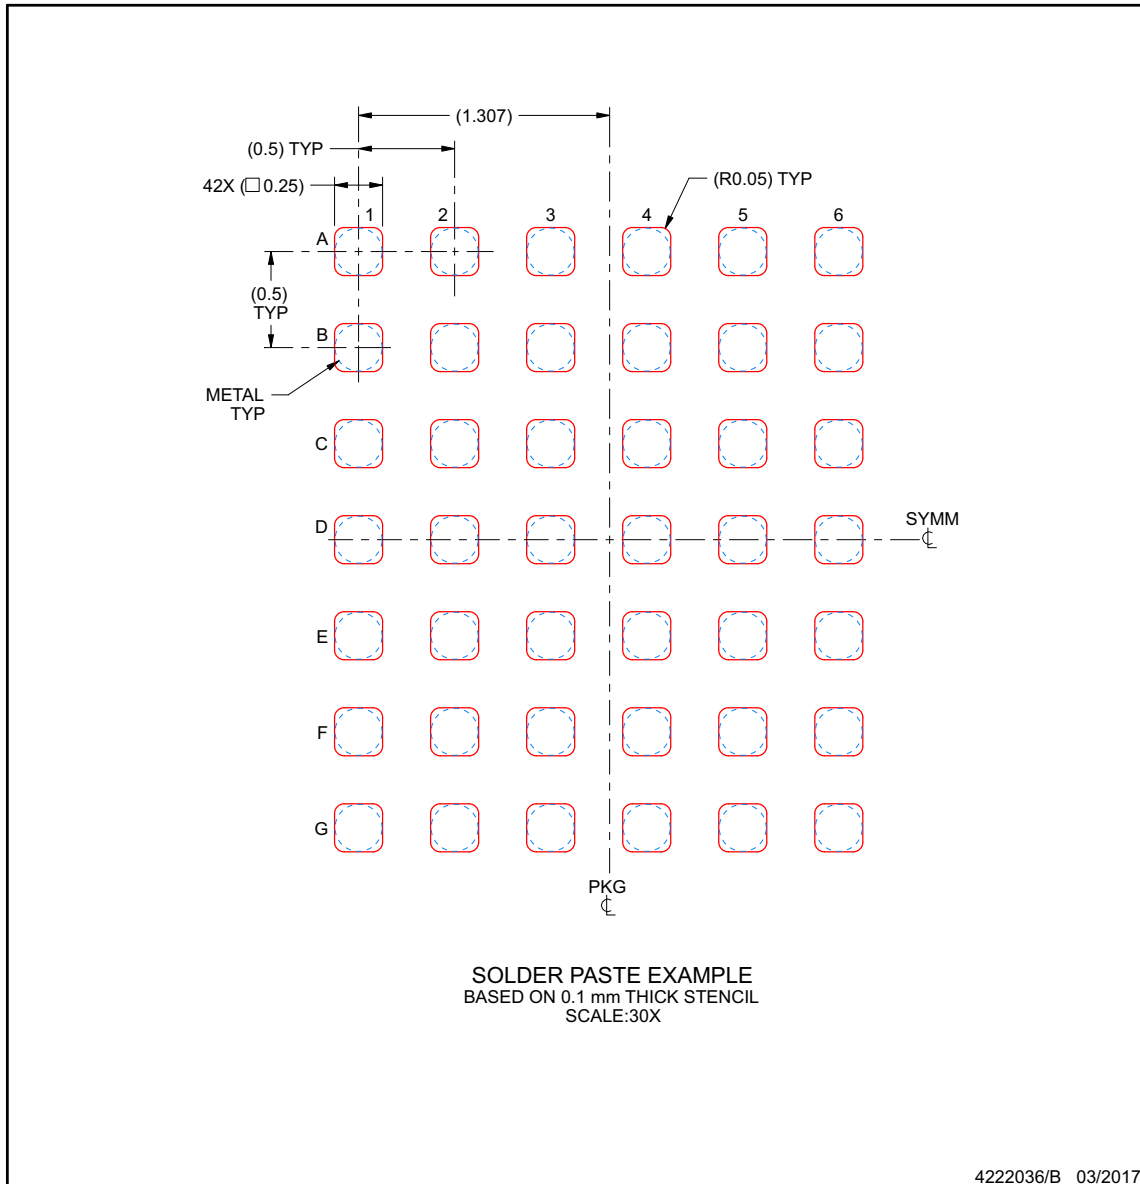 (1.307)
(0.5) TYP
42X (□ 0.25)
(R0.05) TYP
1 2 3 4 5 6
A
(0.5)
TYP
B
METAL
TYP
C
D
SYMM
℄
E
F
G
PKG
℄
SOLDER PASTE EXAMPLE
BASED ON 0.1 mm THICK STENCIL
SCALE:30X
4222036/B 03/2017